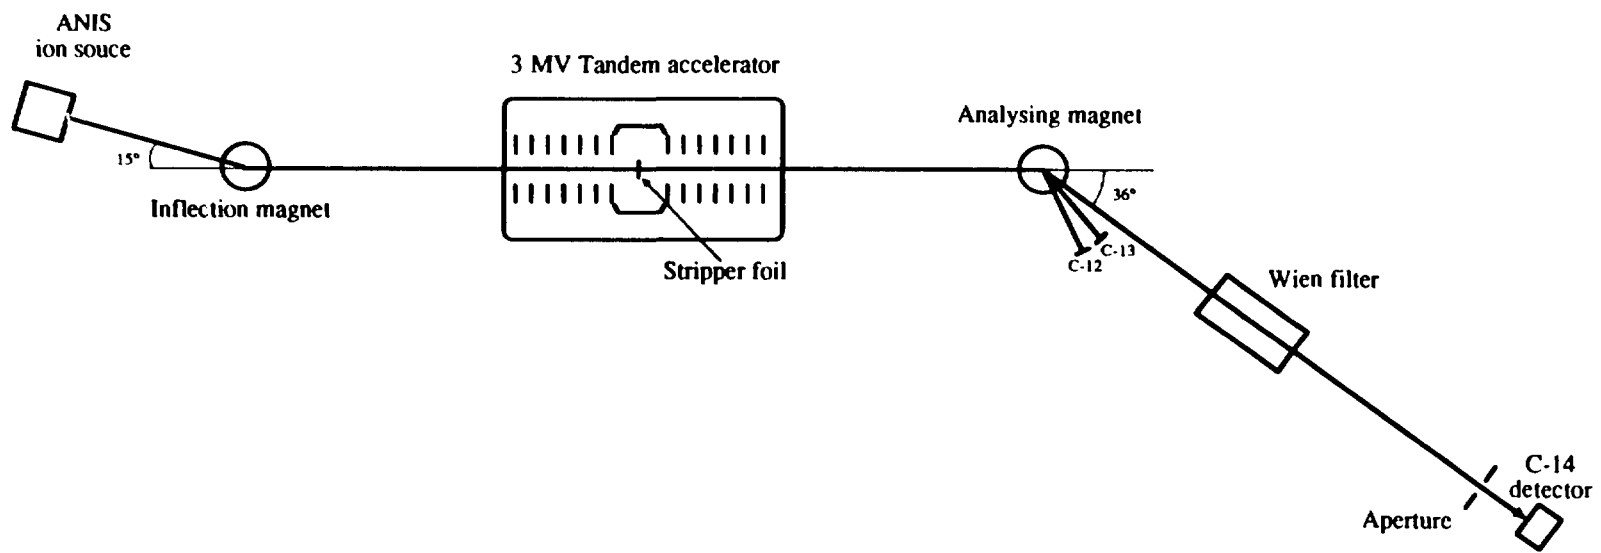 ANIS
ion souce
3 MV Tandem accelerator
Analysing magnet
15°
36°
Inflection magnet
C-13
C-12
Stripper foil
Wien filter
C-14
detector
Aperture